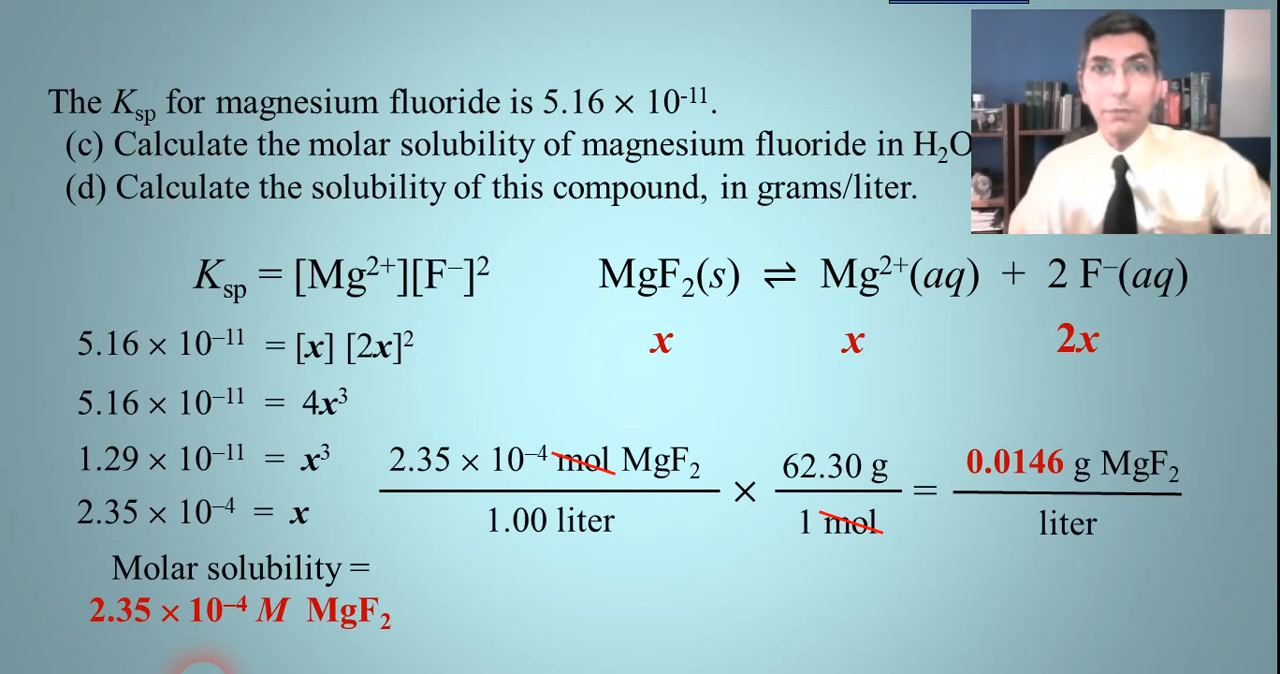 The Ksp for magnesium fluoride is 5.16 × 10⁻¹¹.
(c) Calculate the molar solubility of magnesium fluoride in H₂O
(d) Calculate the solubility of this compound, in grams/liter.
Ksp = [Mg²⁺][F⁻]² MgF₂(s) ⇌ Mg²⁺(aq) + 2 F⁻(aq)
5.16 × 10⁻¹¹ = [x] [2x]² x x 2x
5.16 × 10⁻¹¹ = 4x³
1.29 × 10⁻¹¹ = x³
2.35 × 10⁻⁴ mol MgF₂ × 62.30 g = 0.0146 g MgF₂
1.00 liter 1 mol liter
2.35 × 10⁻⁴ = x
Molar solubility =
2.35 × 10⁻⁴ M MgF₂